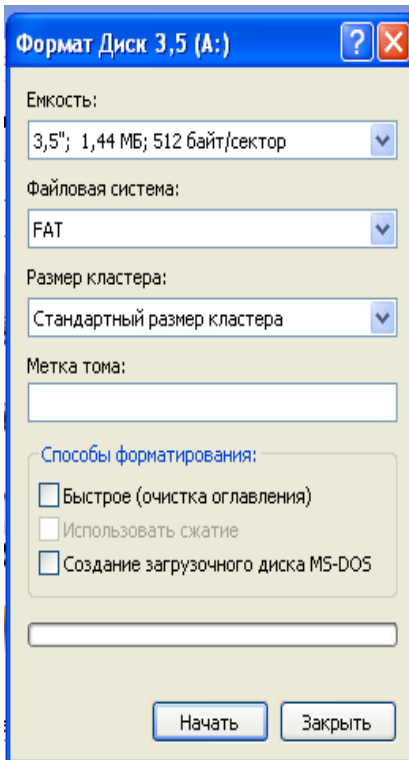 Формат Диск 3,5 (A:)
?
Емкость:
3,5"; 1,44 МБ; 512 байт/сектор
Файловая система:
FAT
Размер кластера:
Стандартный размер кластера
Метка тома:
Способы форматирования:
Быстрое (очистка оглавления)
Использовать сжатие
Создание загрузочного диска MS-DOS
Начать Закрыть